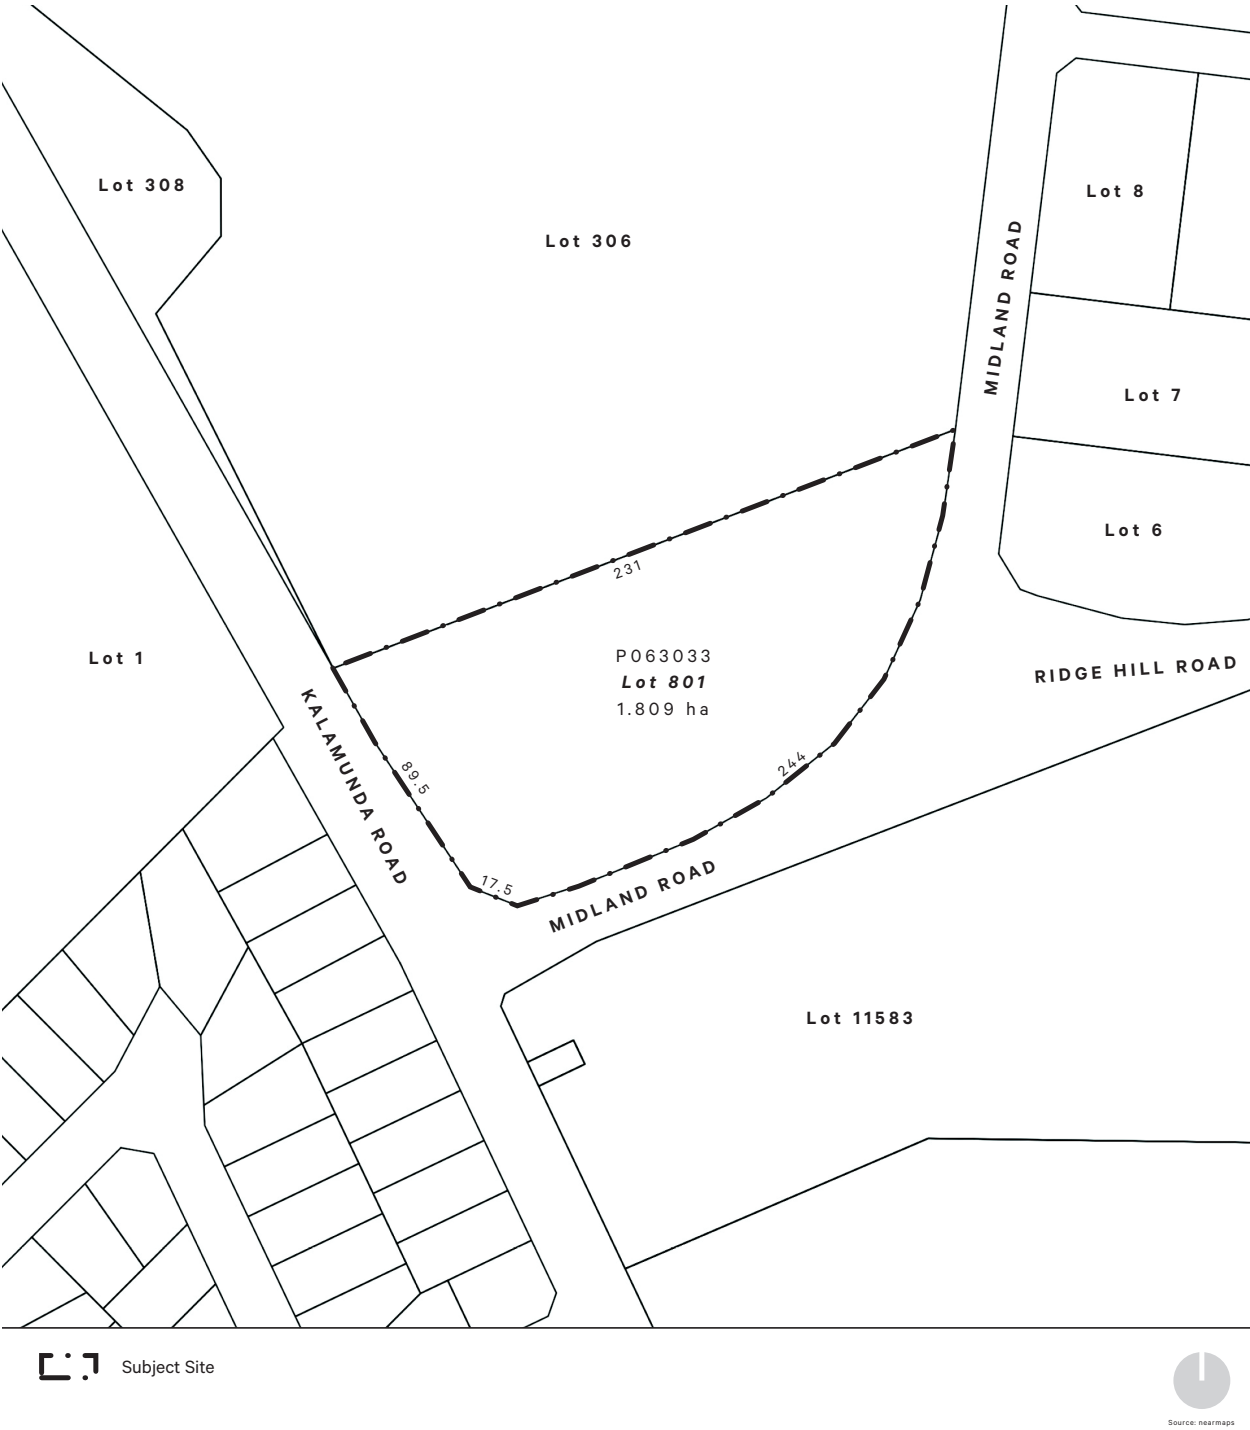 Lot 308
Lot 8
Lot 306
MIDLAND ROAD
Lot 7
Lot 6
231
Lot 1
P063033
Lot 801
1.809 ha
RIDGE HILL ROAD
KALAMUNDA ROAD
89.5
244
17.5
MIDLAND ROAD
Lot 11583
Subject Site
Source: nearmaps